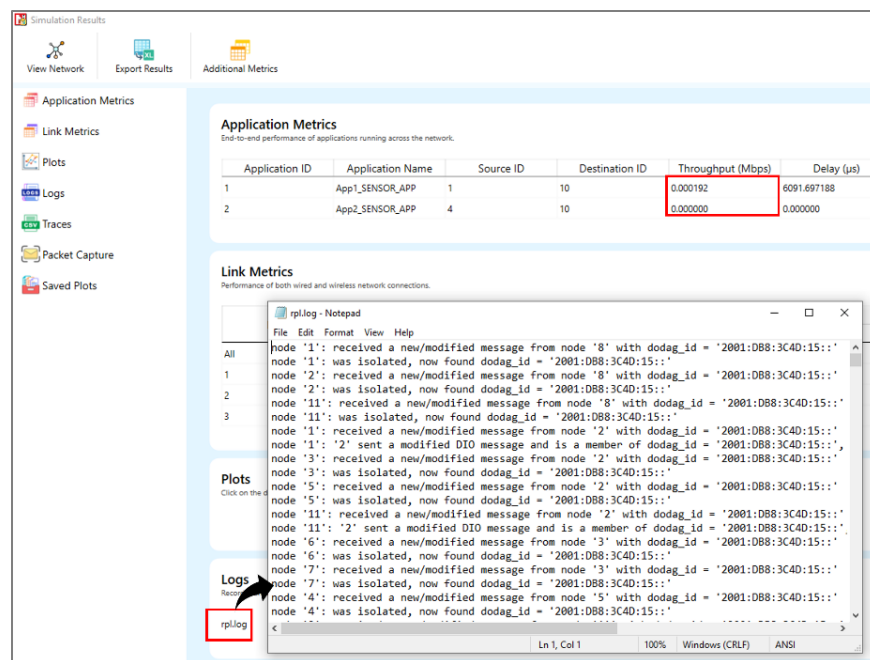 Simulation Results
View Network
Export Results
Additional Metrics
Application Metrics
Link Metrics
Plots
Logs
Traces
Packet Capture
Saved Plots
Application Metrics
End-to-end performance of applications running across the network.
Application ID Application Name Source ID Destination ID Throughput (Mbps) Delay (µs)
1 App1_SENSOR_APP 1 10 0.000192 6091.697188
2 App2_SENSOR_APP 4 10 0.000000 0.000000
Link Metrics
Performance of both wired and wireless network connections.
All
1
2
3
Plots
Click on the
Logs
rpl.log
rpl.log - Notepad
File Edit Format View Help
node '1': received a new/modified message from node '8' with dodag_id = '2001:DB8:3C4D:15::'
node '1': was isolated, now found dodag_id = '2001:DB8:3C4D:15::'
node '2': received a new/modified message from node '8' with dodag_id = '2001:DB8:3C4D:15::'
node '2': was isolated, now found dodag_id = '2001:DB8:3C4D:15::'
node '11': received a new/modified message from node '8' with dodag_id = '2001:DB8:3C4D:15::'
node '11': was isolated, now found dodag_id = '2001:DB8:3C4D:15::'
node '1': received a new/modified message from node '2' with dodag_id = '2001:DB8:3C4D:15::'
node '1': '2' sent a modified DIO message and is a member of dodag_id = '2001:DB8:3C4D:15::',
node '3': received a new/modified message from node '2' with dodag_id = '2001:DB8:3C4D:15::'
node '3': was isolated, now found dodag_id = '2001:DB8:3C4D:15::'
node '5': received a new/modified message from node '2' with dodag_id = '2001:DB8:3C4D:15::'
node '5': was isolated, now found dodag_id = '2001:DB8:3C4D:15::'
node '11': received a new/modified message from node '2' with dodag_id = '2001:DB8:3C4D:15::'
node '11': '2' sent a modified DIO message and is a member of dodag_id = '2001:DB8:3C4D:15::',
node '6': received a new/modified message from node '3' with dodag_id = '2001:DB8:3C4D:15::'
node '6': was isolated, now found dodag_id = '2001:DB8:3C4D:15::'
node '7': received a new/modified message from node '3' with dodag_id = '2001:DB8:3C4D:15::'
node '7': was isolated, now found dodag_id = '2001:DB8:3C4D:15::'
node '4': received a new/modified message from node '5' with dodag_id = '2001:DB8:3C4D:15::'
node '4': was isolated, now found dodag_id = '2001:DB8:3C4D:15::'
Ln 1, Col 1 100% Windows (CRLF) ANSI